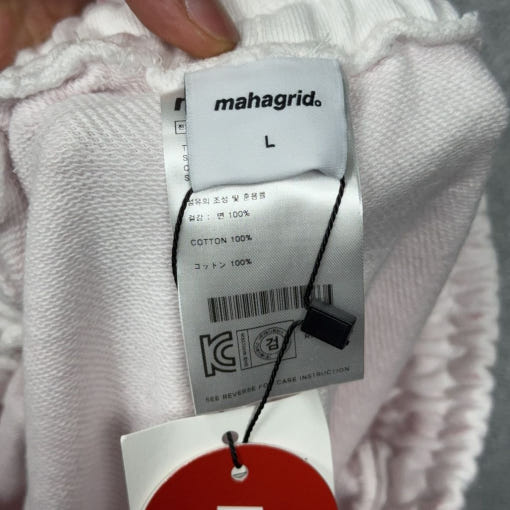 mahagrid.
L
섬유의 조성 및 혼용률
겉감 : 면 100%
COTTON 100%
コットン 100%
KC
검
SEE REVERSE FOR CARE INSTRUCTION